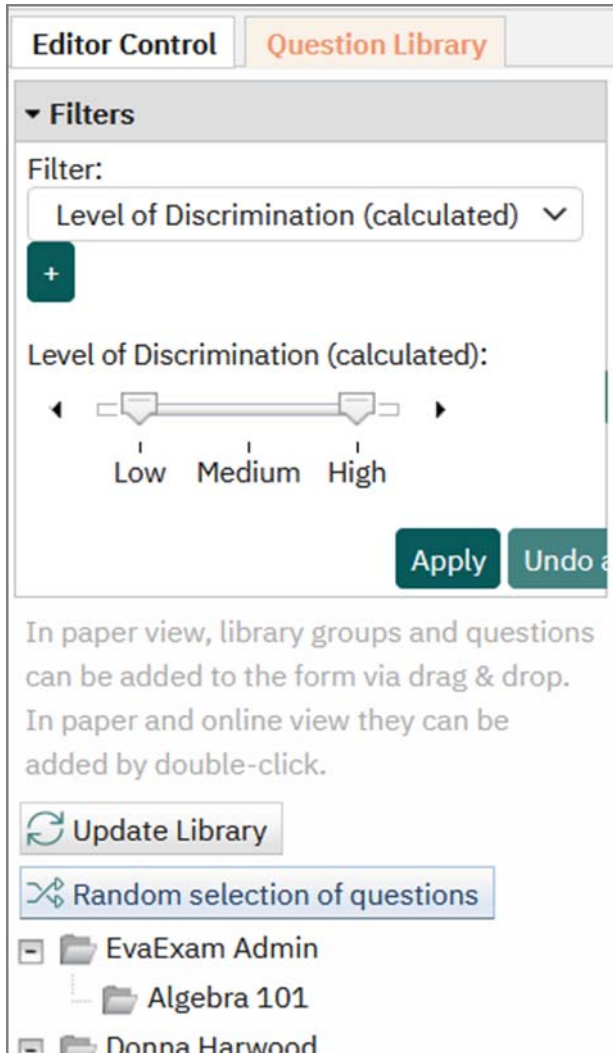 Editor Control Question Library
Filters
Filter:
Level of Discrimination (calculated)
+
Level of Discrimination (calculated):
Low Medium High
Apply Undo a
In paper view, library groups and questions
can be added to the form via drag & drop.
In paper and online view they can be
added by double-click.
Update Library
Random selection of questions
EvaExam Admin
Algebra 101
Donna Harwood